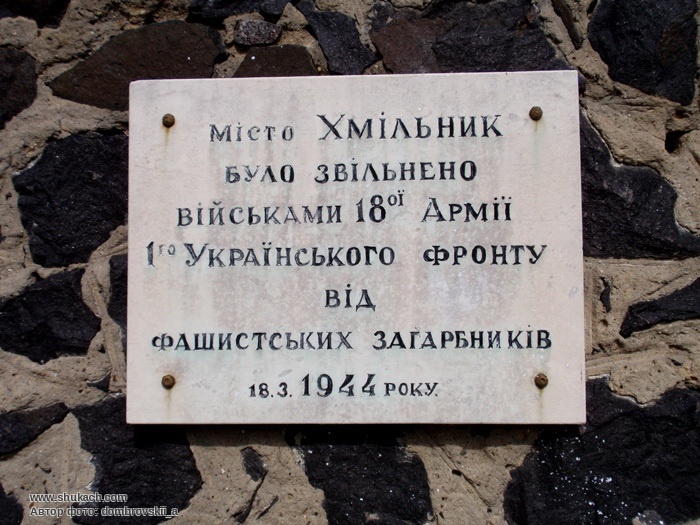 Місто Хмільник
було звільнено
військами 18ої Армії
1го Українського фронту
від
фашистських загарбників
18.3.1944 року.
www.shukach.com
Автор фото: dombrovskii_a_